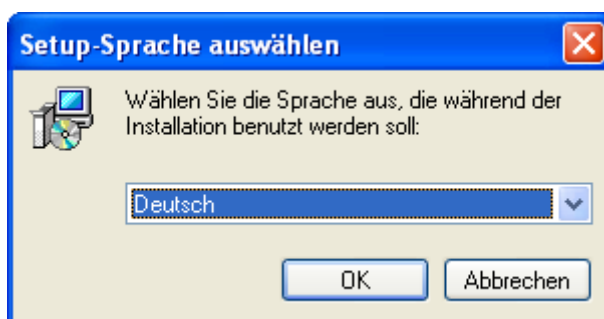 Setup-Sprache auswählen
Wählen Sie die Sprache aus, die während der
Installation benutzt werden soll:
Deutsch
OK Abbrechen